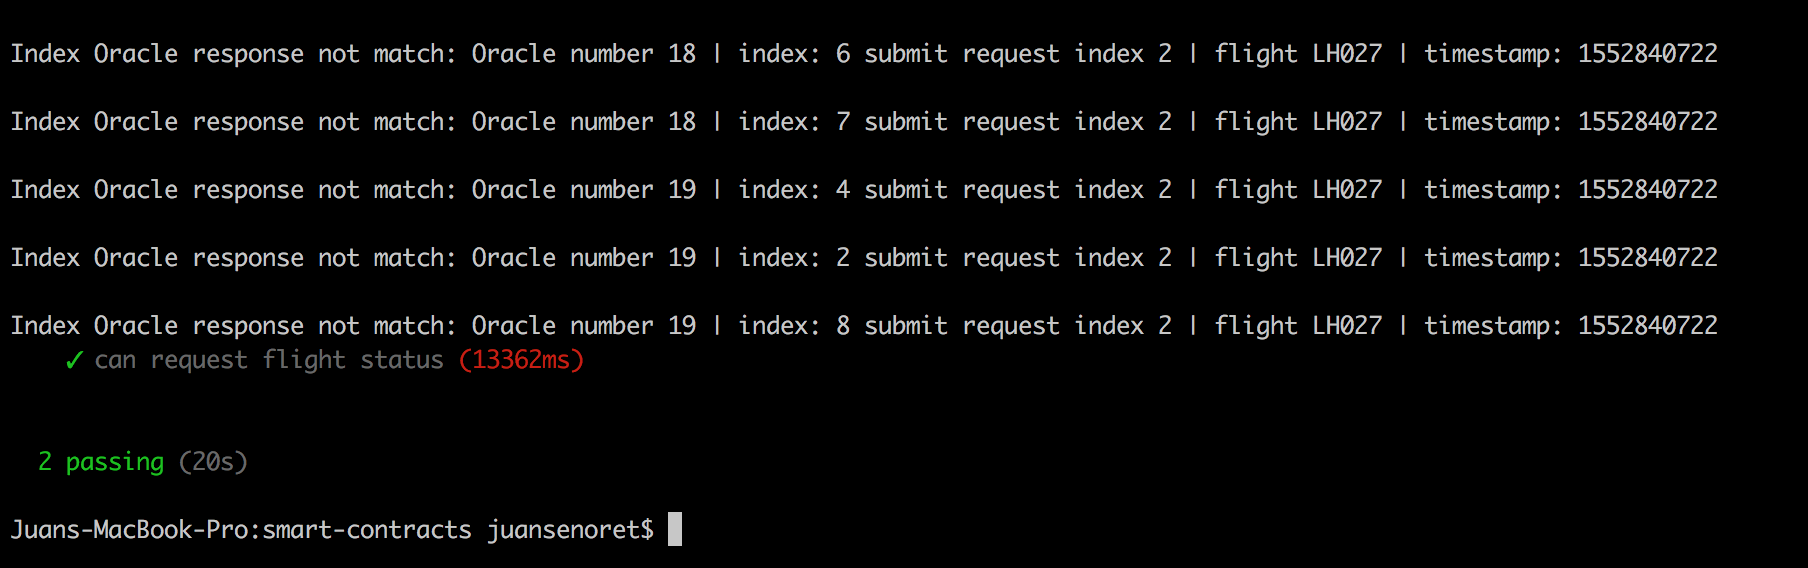 Index Oracle response not match: Oracle number 18 | index: 6 submit request index 2 | flight LH027 | timestamp: 1552840722
Index Oracle response not match: Oracle number 18 | index: 7 submit request index 2 | flight LH027 | timestamp: 1552840722
Index Oracle response not match: Oracle number 19 | index: 4 submit request index 2 | flight LH027 | timestamp: 1552840722
Index Oracle response not match: Oracle number 19 | index: 2 submit request index 2 | flight LH027 | timestamp: 1552840722
Index Oracle response not match: Oracle number 19 | index: 8 submit request index 2 | flight LH027 | timestamp: 1552840722
✓ can request flight status (13362ms)
2 passing (20s)
Juans-MacBook-Pro:smart-contracts juansenoret$